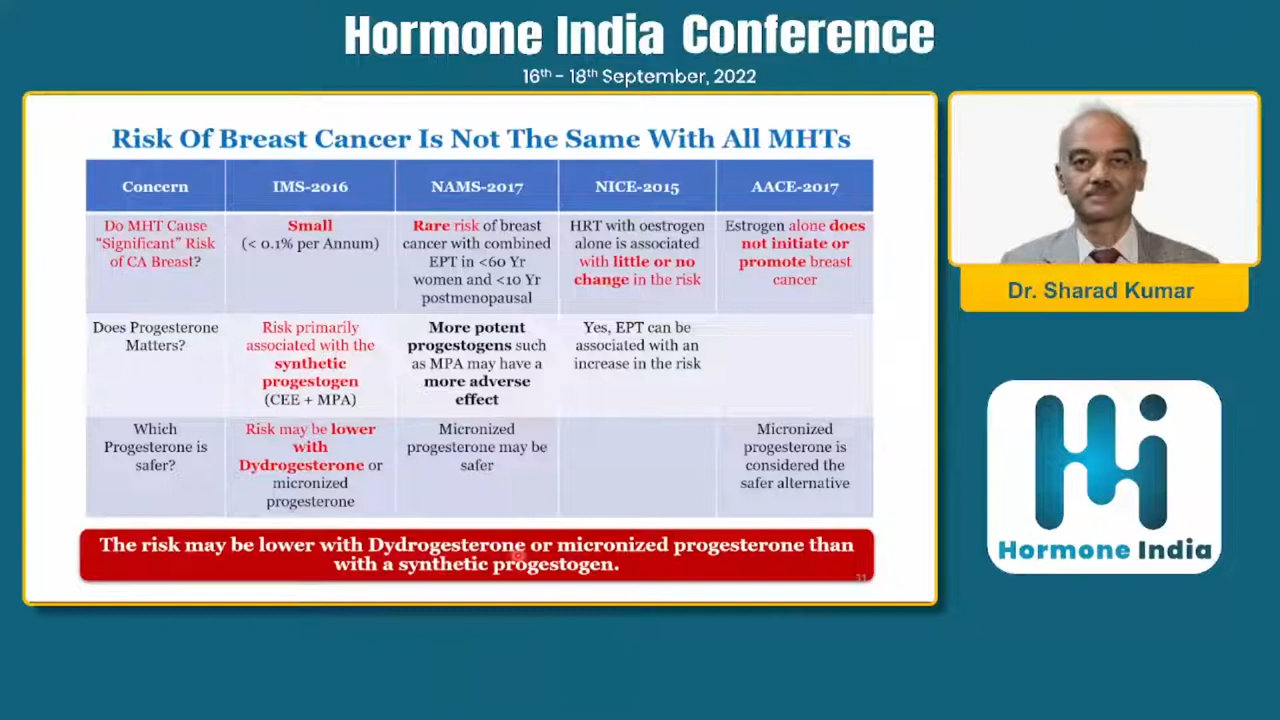 Hormone India Conference
16th - 18th September, 2022
Risk Of Breast Cancer Is Not The Same With All MHTs
Concern
IMS-2016
NAMS-2017
NICE-2015
AACE-2017
Do MHT Cause
"Significant" Risk
of CA Breast?
Small
(< 0.1% per Annum)
Rare risk of breast
cancer with combined
EPT in <60 Yr
women and <10 Yr
postmenopausal
HRT with oestrogen
alone is associated
with little or no
change in the risk
Estrogen alone does
not initiate or
promote breast
cancer
Does Progesterone
Matters?
Risk primarily
associated with the
synthetic
progestogen
(CEE + MPA)
More potent
progestogens such
as MPA may have a
more adverse
effect
Yes, EPT can be
associated with an
increase in the risk
Which
Progesterone is
safer?
Risk may be lower
with
Dydrogesterone or
micronized
progesterone
Micronized
progesterone may be
safer
Micronized
progesterone is
considered the
safer alternative
The risk may be lower with Dydrogesterone or micronized progesterone than
with a synthetic progestogen.
31
Dr. Sharad Kumar
Hi
Hormone India